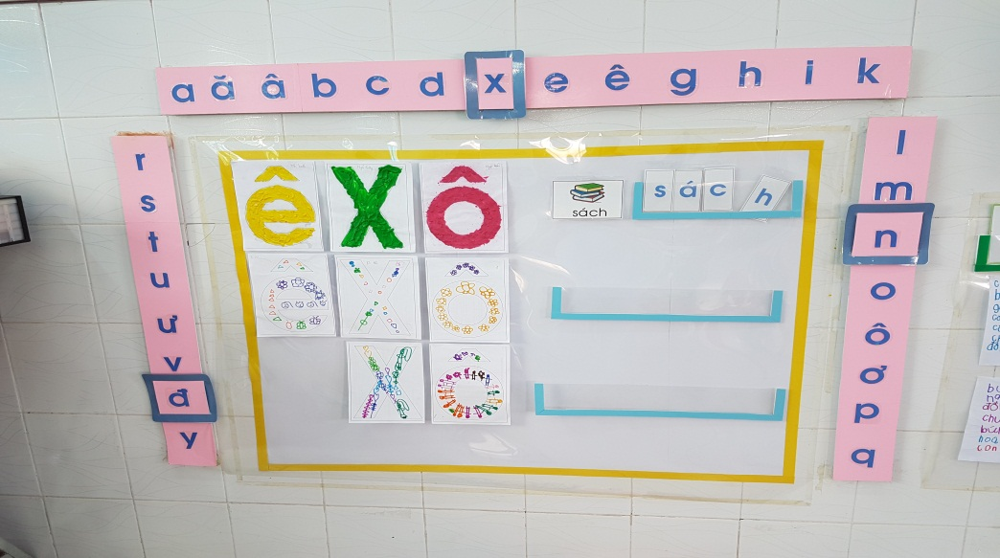 a ă â b c d x e ê g h i k
r
s
t
u
ư
v
đ
y
ê X ô
ê X ô
X ô
sách
s á c h
l
m
n
o
ô
ơ
p
q